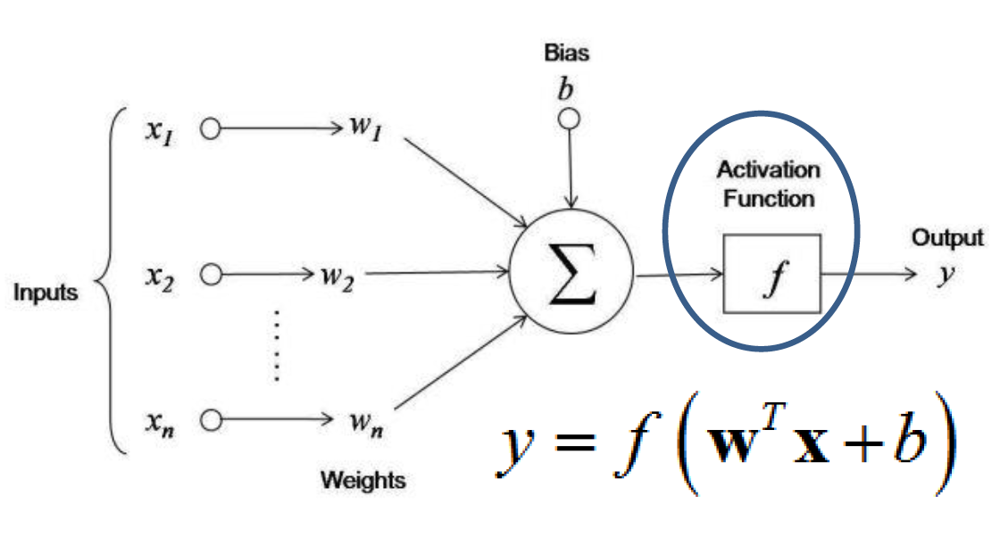 Bias
b
x₁
w₁
Activation
Function
Output
y
Inputs
x₂
w₂
∑
f
xₙ
wₙ
Weights
y = f(wᵀx + b)